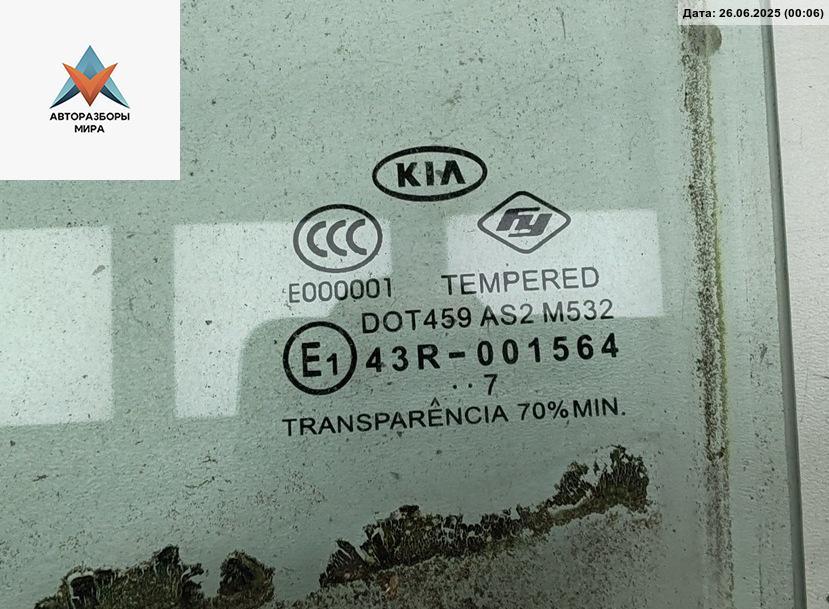 Дата: 26.06.2025 (00:06)
АВТОРАЗБОРЫ
МИРА
KIA
CCC
FY
E000001 TEMPERED
DOT459 AS2 M532
E1 43R-001564
..7
TRANSPARÊNCIA 70%MIN.